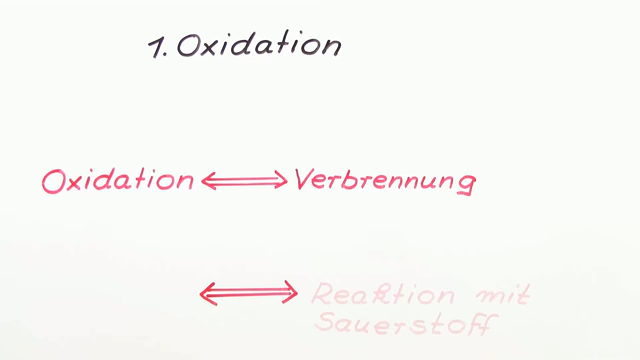 1. Oxidation
Oxidation ⟺ Verbrennung
⟺ Reaktion mit
Sauerstoff